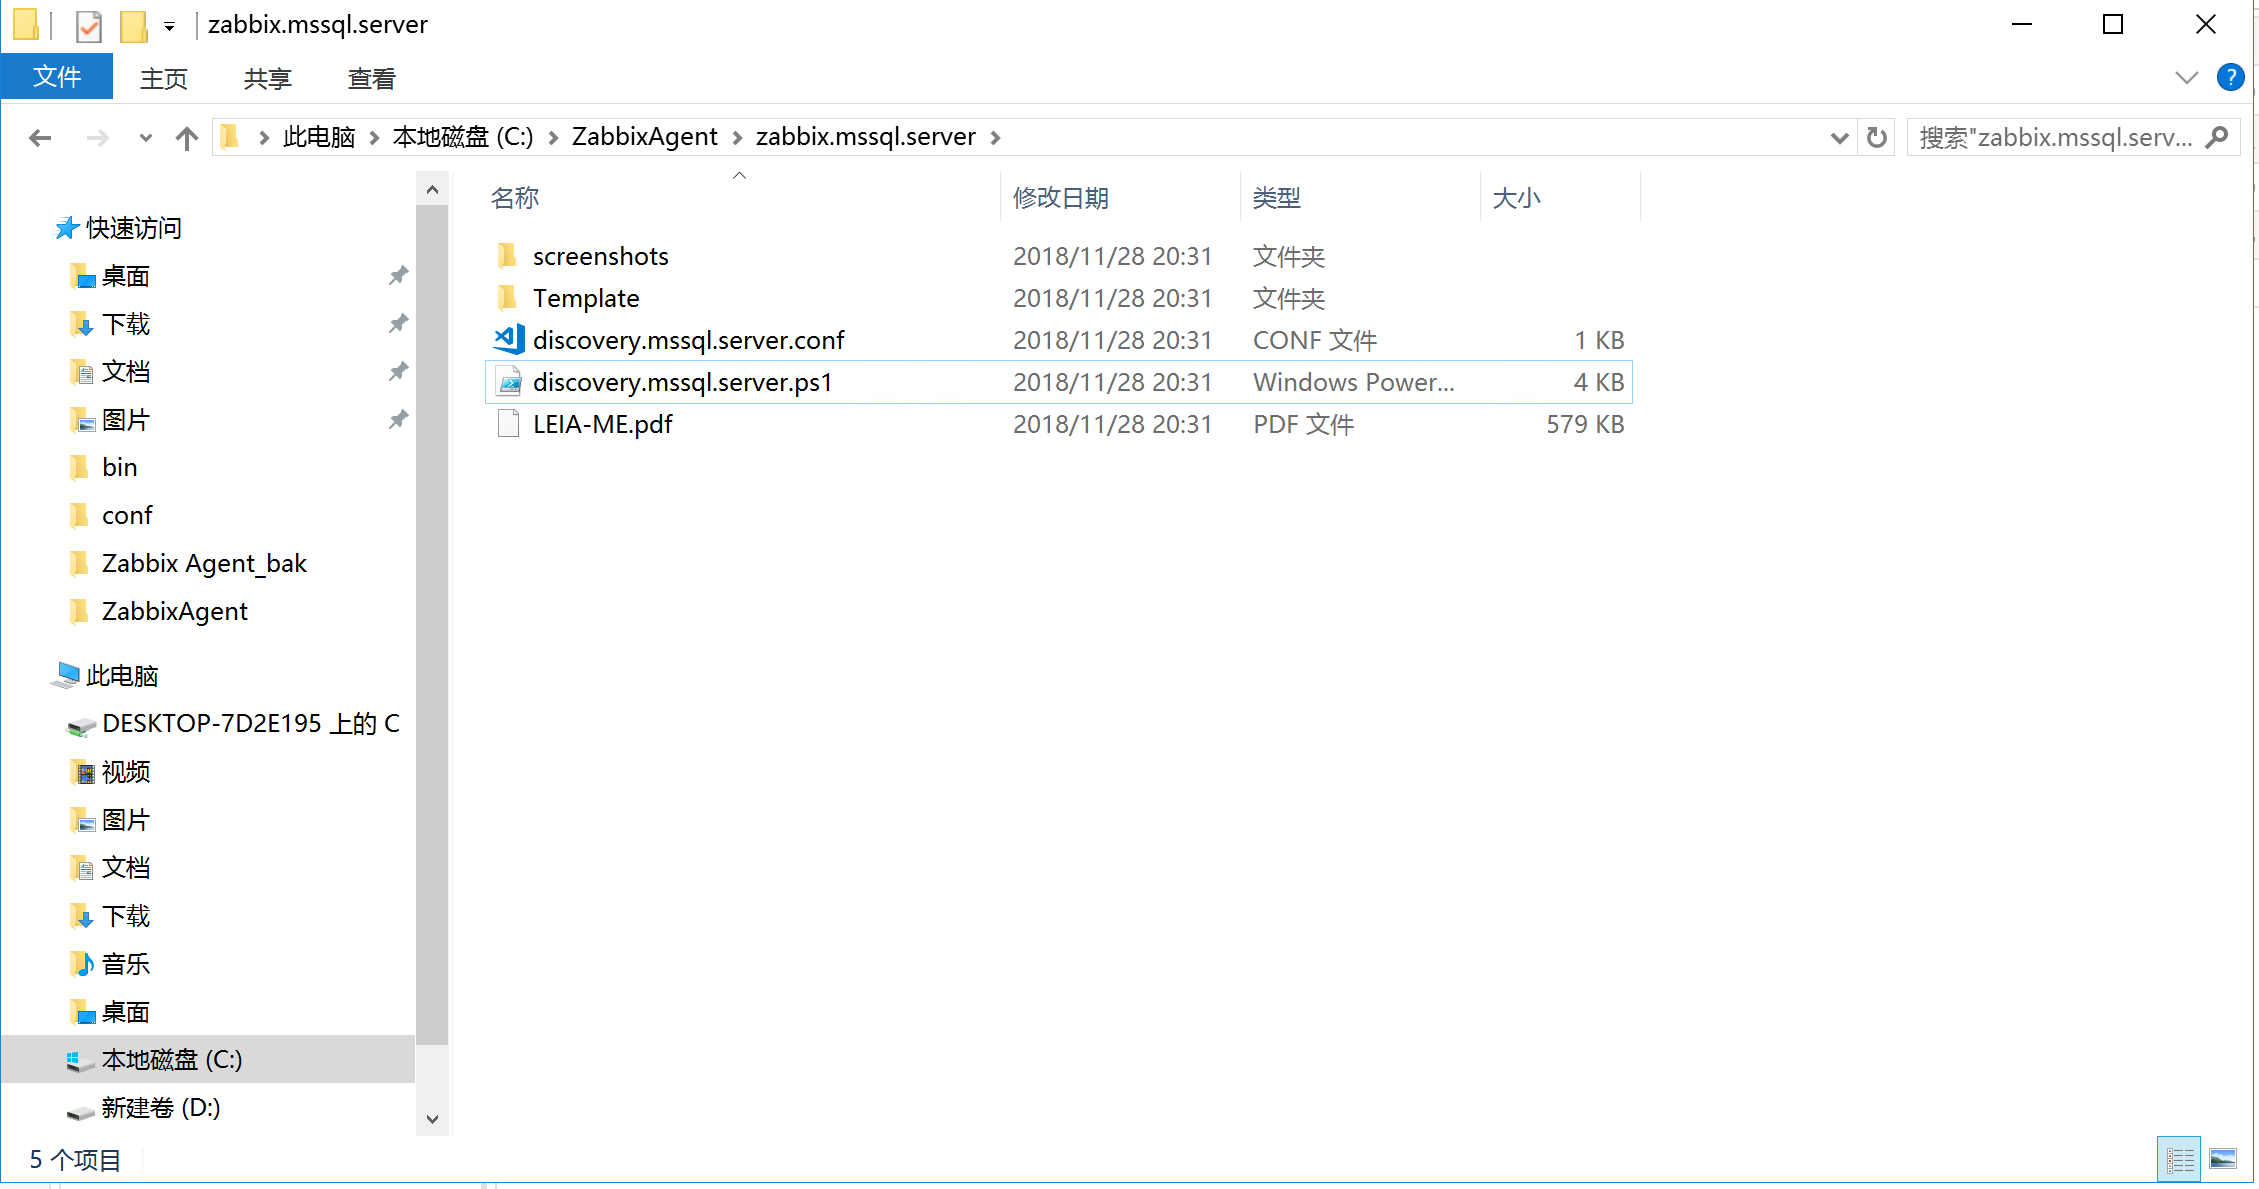 zabbix.mssql.server
文件 主页 共享 查看 ?
此电脑 本地磁盘 (C:) ZabbixAgent zabbix.mssql.server 搜索"zabbix.mssql.serv...
名称 修改日期 类型 大小
快速访问
桌面
下载
文档
图片
bin
conf
Zabbix Agent_bak
ZabbixAgent
此电脑
DESKTOP-7D2E195 上的 C
视频
图片
文档
下载
音乐
桌面
本地磁盘 (C:)
新建卷 (D:)
screenshots 2018/11/28 20:31 文件夹
Template 2018/11/28 20:31 文件夹
discovery.mssql.server.conf 2018/11/28 20:31 CONF 文件 1 KB
discovery.mssql.server.ps1 2018/11/28 20:31 Windows Power... 4 KB
LEIA-ME.pdf 2018/11/28 20:31 PDF 文件 579 KB
5 个项目